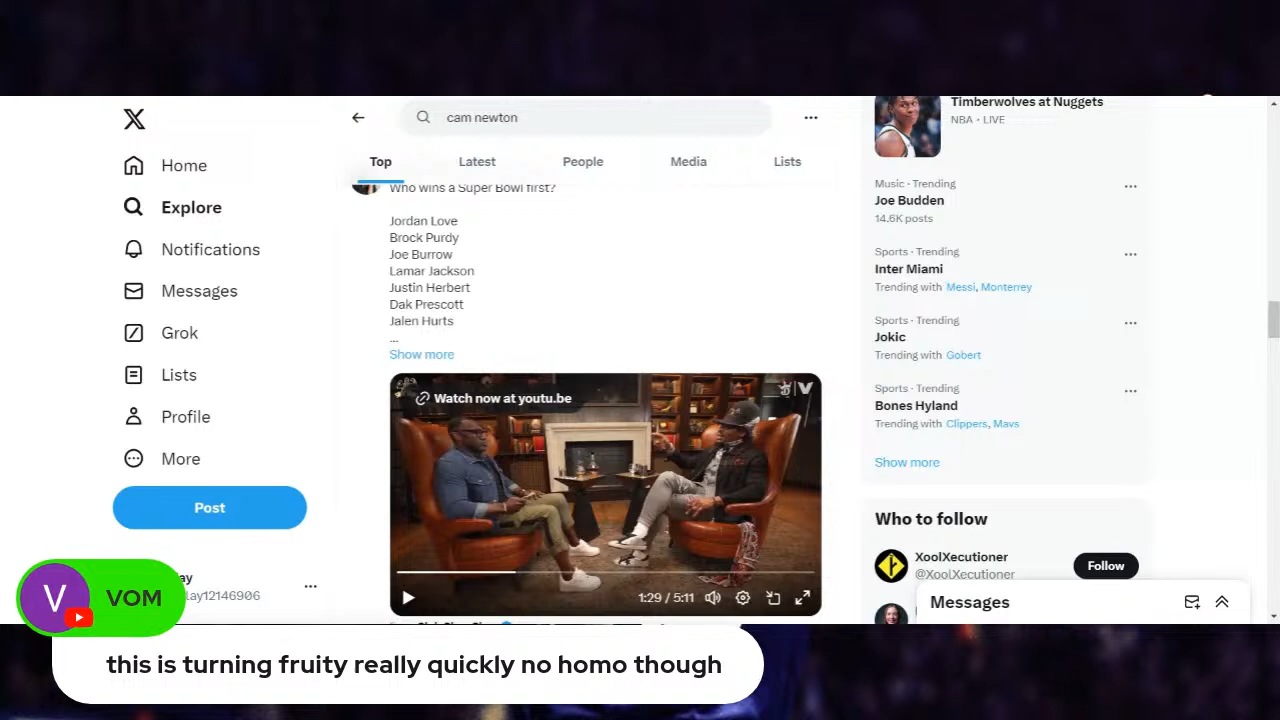 Home
Explore
Notifications
Messages
Grok
Lists
Profile
More
Post
ay
lay12146906
cam newton
Top
Latest
People
Media
Lists
Who wins a Super Bowl first?
Jordan Love
Brock Purdy
Joe Burrow
Lamar Jackson
Justin Herbert
Dak Prescott
Jalen Hurts
...
Show more
Watch now at youtu.be
1:29 / 5:11
Timberwolves at Nuggets
NBA · LIVE
Music · Trending
Joe Budden
14.6K posts
Sports · Trending
Inter Miami
Trending with Messi, Monterrey
Sports · Trending
Jokic
Trending with Gobert
Sports · Trending
Bones Hyland
Trending with Clippers, Mavs
Show more
Who to follow
XoolXecutioner
@XoolXecutioner
Follow
Messages
V VOM
this is turning fruity really quickly no homo though